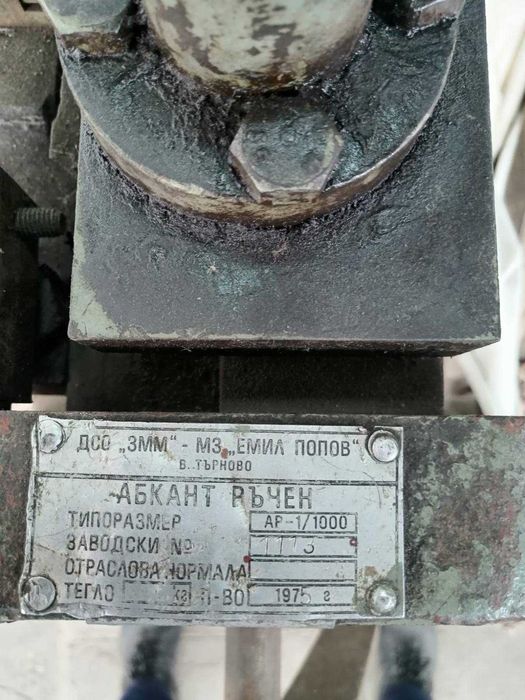 ДСО „ЗММ" - МЗ „ЕМИЛ ПОПОВ"
В. ТЪРНОВО
АБКАНТ РЪЧЕН
ТИПОРАЗМЕР АР-1/1000
ЗАВОДСКИ № 1113
ОТРАСЛОВА НОРМАЛА
ТЕГЛО кг П-ВО 1975 г